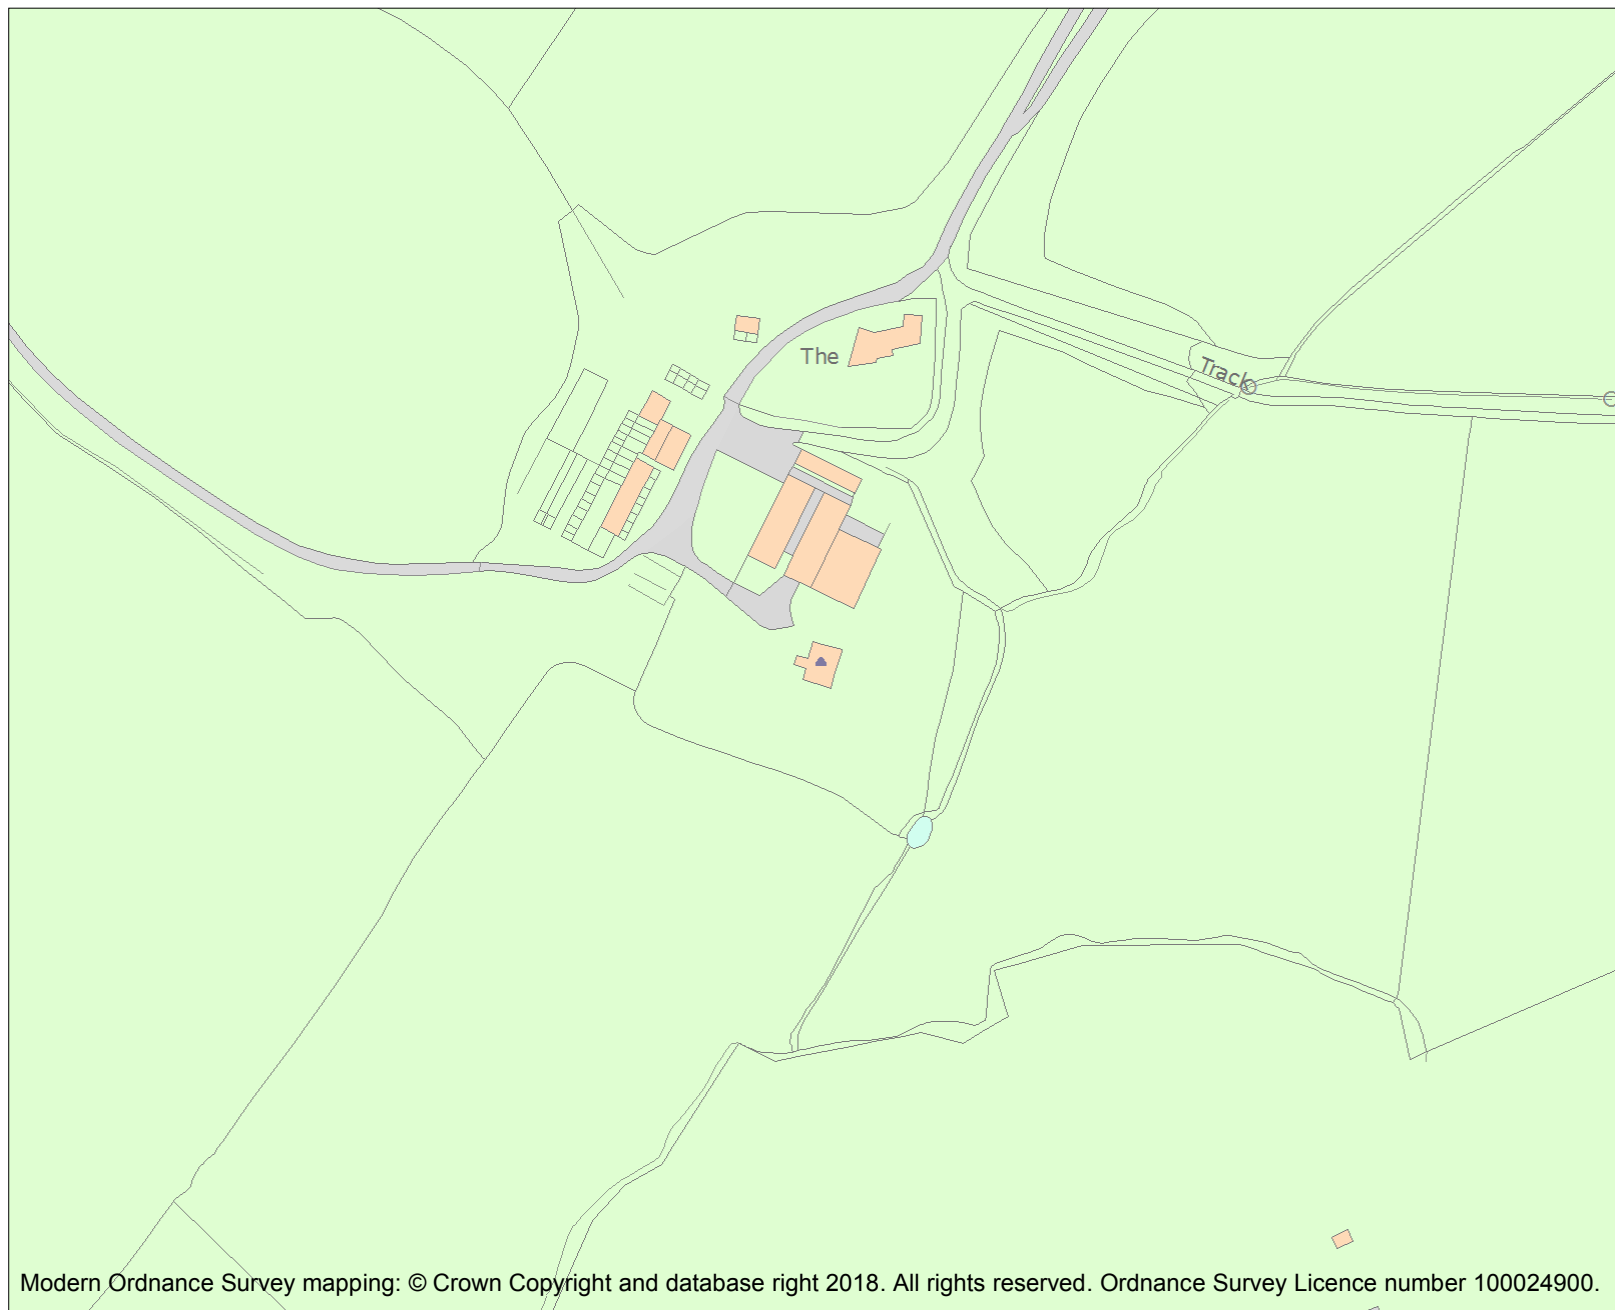 The
Track
Modern Ordnance Survey mapping: © Crown Copyright and database right 2018. All rights reserved. Ordnance Survey Licence number 100024900.